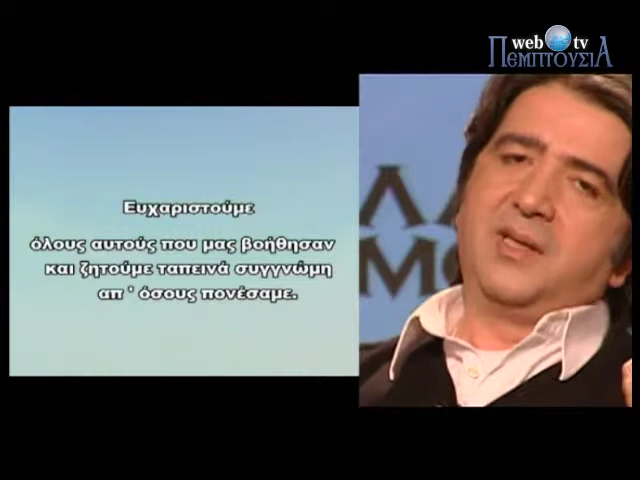 web tv
ΠΕΜΠΤΟΥΣΙΑ
Ευχαριστούμε
όλους αυτούς που μας βοήθησαν
και ζητούμε ταπεινά συγγνώμη
απ ' όσους πονέσαμε.